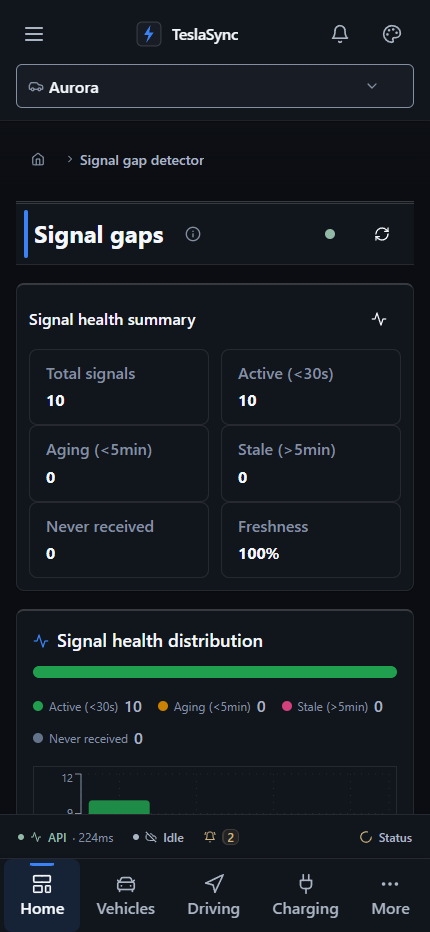 TeslaSync
Aurora
Signal gap detector
Signal gaps
Signal health summary
Total signals
10
Active (<30s)
10
Aging (<5min)
0
Stale (>5min)
0
Never received
0
Freshness
100%
Signal health distribution
Active (<30s) 10 Aging (<5min) 0 Stale (>5min) 0
Never received 0
12
9
API · 224ms Idle 2 Status
Home Vehicles Driving Charging More